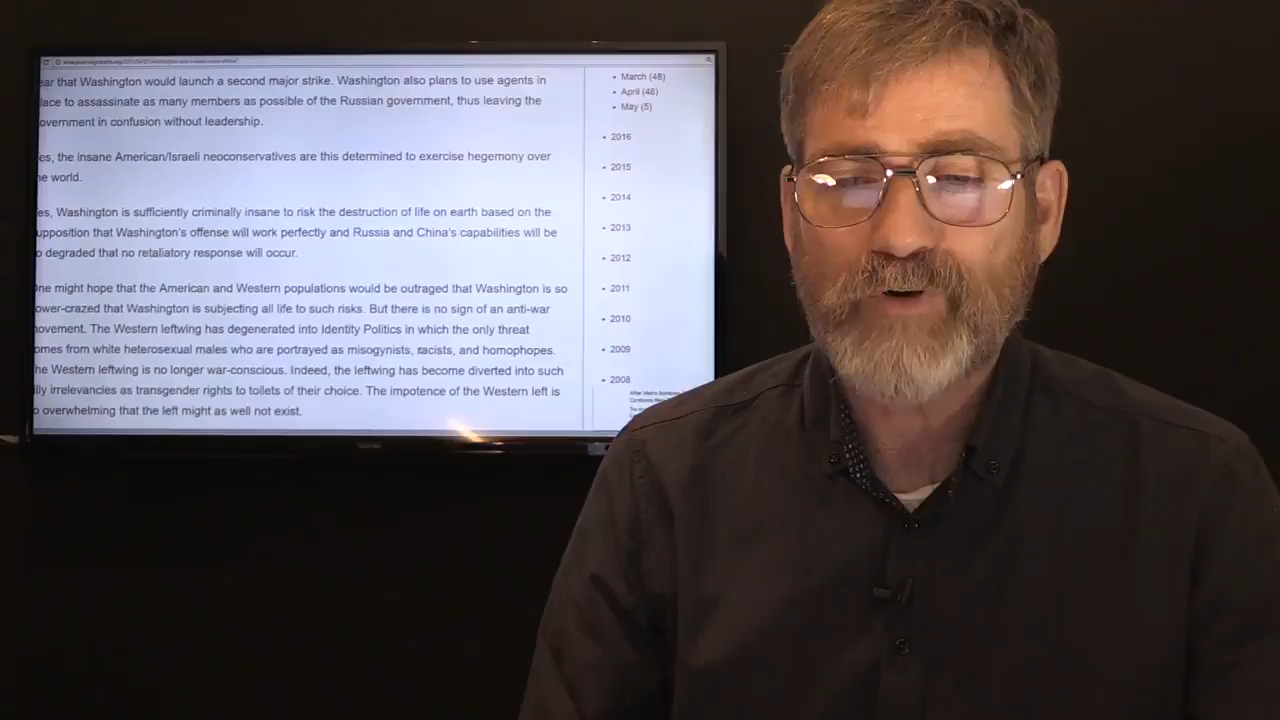 ear that Washington would launch a second major strike. Washington also plans to use agents in
lace to assassinate as many members as possible of the Russian government, thus leaving the
overnment in confusion without leadership.
es, the insane American/Israeli neoconservatives are this determined to exercise hegemony over
he world.
es, Washington is sufficiently criminally insane to risk the destruction of life on earth based on the
upposition that Washington's offense will work perfectly and Russia and China's capabilities will be
o degraded that no retaliatory response will occur.
One might hope that the American and Western populations would be outraged that Washington is so
ower-crazed that Washington is subjecting all life to such risks. But there is no sign of an anti-war
movement. The Western leftwing has degenerated into Identity Politics in which the only threat
omes from white heterosexual males who are portrayed as misogynists, racists, and homophopes.
he Western leftwing is no longer war-conscious. Indeed, the leftwing has become diverted into such
illy irrelevancies as transgender rights to toilets of their choice. The impotence of the Western left is
o overwhelming that the left might as well not exist.
March (48)
April (48)
May (5)
2016
2015
2014
2013
2012
2011
2010
2009
2008